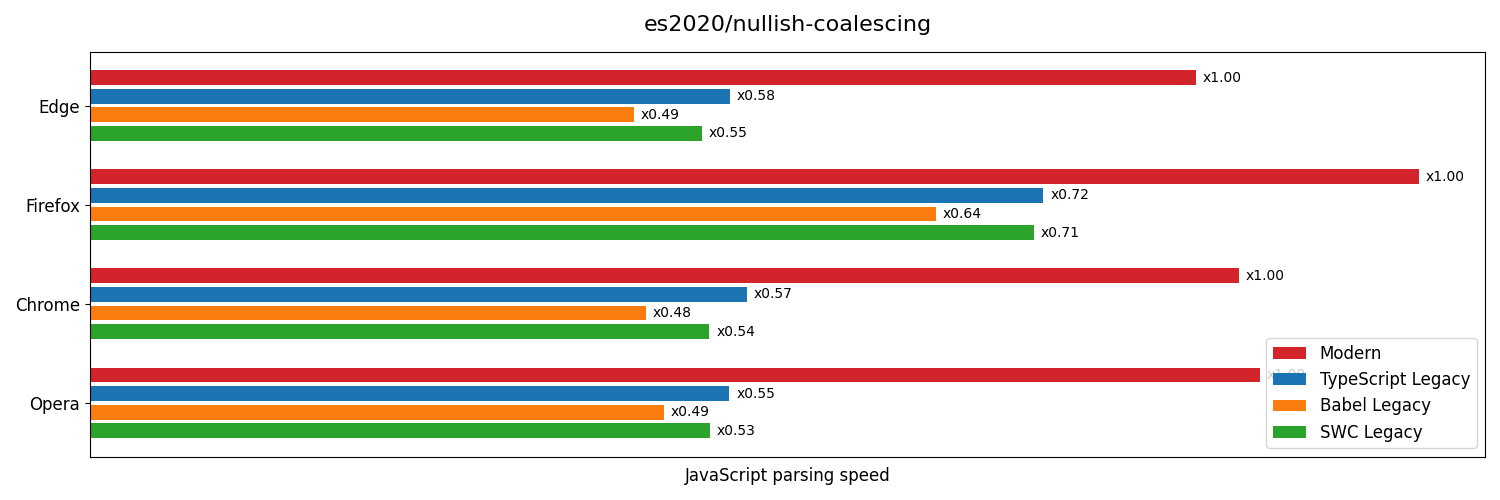 es2020/nullish-coalescing
Edge
x1.00
x0.58
x0.49
x0.55
Firefox
x1.00
x0.72
x0.64
x0.71
Chrome
x1.00
x0.57
x0.48
x0.54
Opera
x0.55
x0.49
x0.53
Modern
TypeScript Legacy
Babel Legacy
SWC Legacy
JavaScript parsing speed